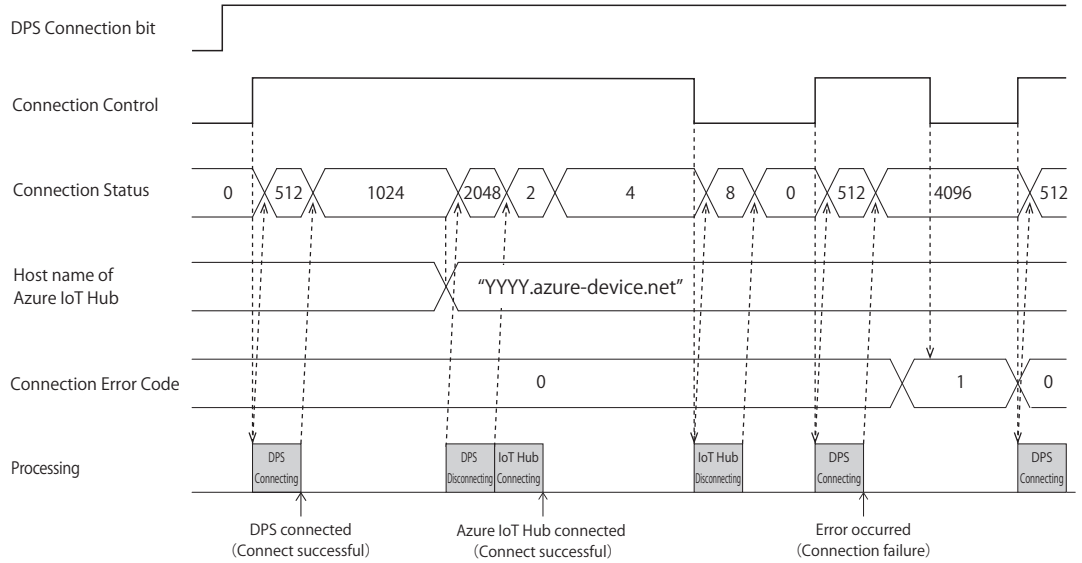 DPS Connection bit
Connection Control
Connection Status
0 512 1024 2048 2 4 8 0 512 4096 512
Host name of
Azure IoT Hub
“YYYY.azure-device.net”
Connection Error Code
0 1 0
Processing
DPS
Connecting
DPS
Disconnecting
IoT Hub
Connecting
IoT Hub
Disconnecting
DPS
Connecting
DPS
Connecting
DPS connected
(Connect successful)
Azure IoT Hub connected
(Connect successful)
Error occurred
(Connection failure)